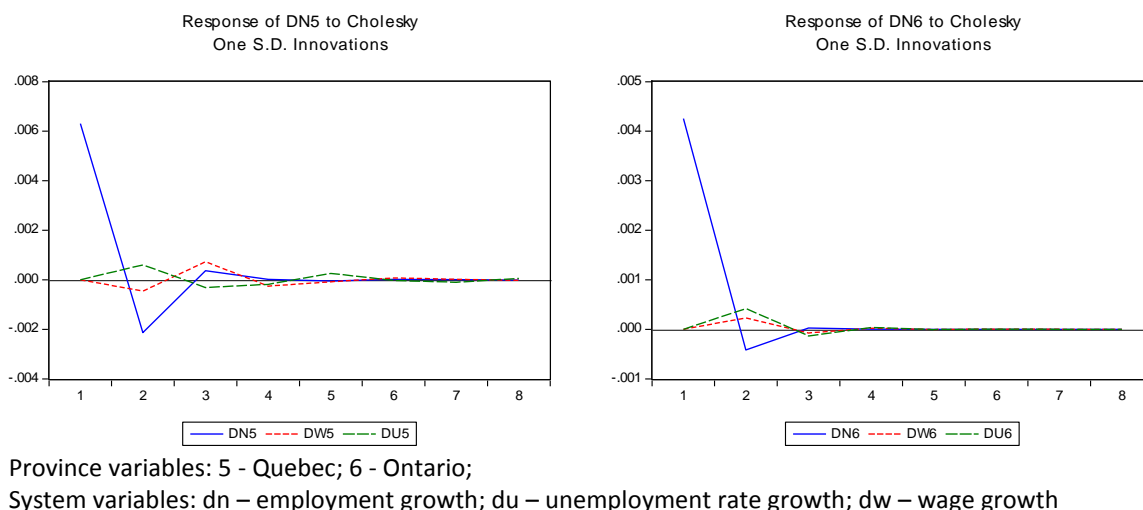 Response of DN5 to Cholesky
One S.D. Innovations
.008
.006
.004
.002
.000
-.002
-.004
1 2 3 4 5 6 7 8
DN5 DW5 DU5
Response of DN6 to Cholesky
One S.D. Innovations
.005
.004
.003
.002
.001
.000
-.001
1 2 3 4 5 6 7 8
DN6 DW6 DU6
Province variables: 5 - Quebec; 6 - Ontario;
System variables: dn – employment growth; du – unemployment rate growth; dw – wage growth